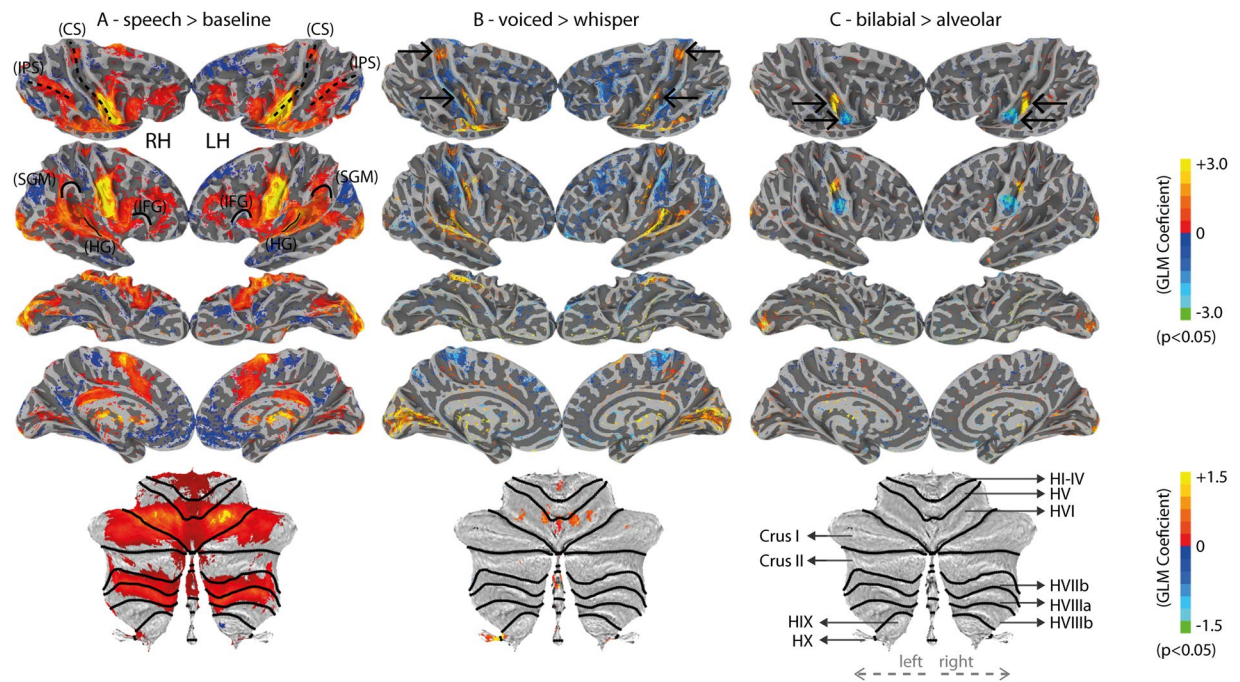 A - speech > baseline
B - voiced > whisper
C - bilabial > alveolar
(CS)
(CS)
(IPS)
(IPS)
RH LH
(SGM)
(SGM)
(IFG)
(IFG)
(HG)
(HG)
+3.0
0
-3.0
(GLM Coeficient)
(p<0.05)
HI-IV
HV
HVI
Crus I
Crus II
HVIIb
HVIIIa
HVIIIb
HIX
HX
left right
+1.5
0
-1.5
(GLM Coeficient)
(p<0.05)